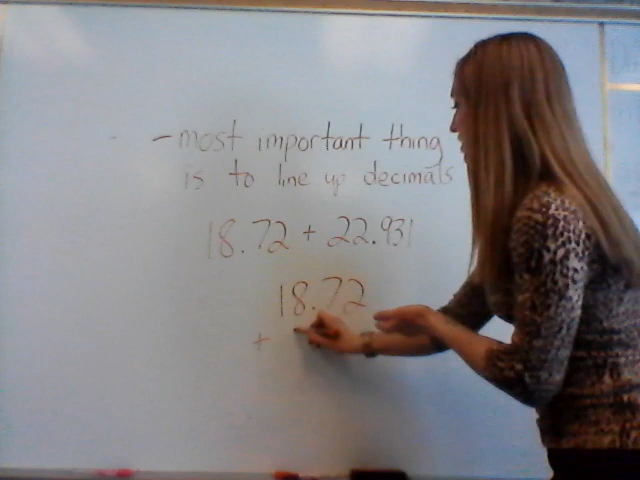 - most important thing
is to line up decimals
18.72 + 22.931
18.72
+